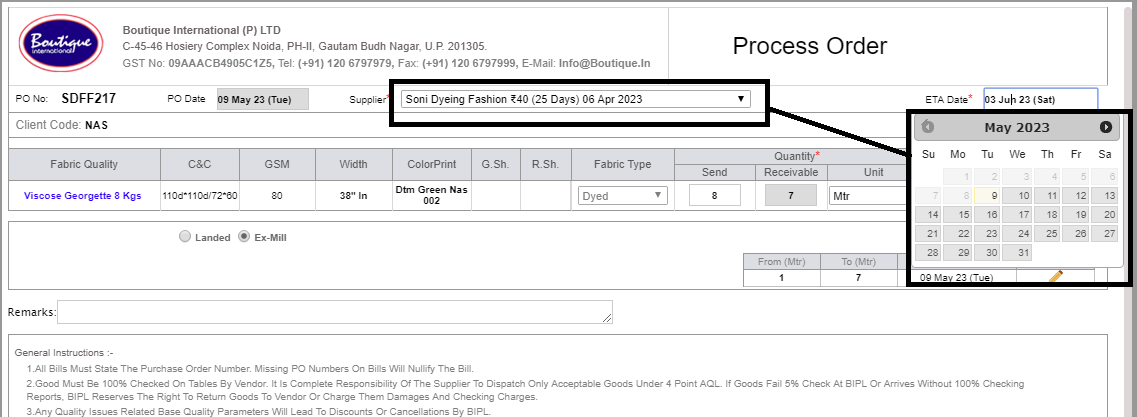 Boutique
International
Boutique International (P) LTD
C-45-46 Hosiery Complex Noida, PH-II, Gautam Budh Nagar, U.P. 201305.
GST No: 09AAACB4905C1Z5, Tel: (+91) 120 6797979, Fax: (+91) 120 6797999, E-Mail: Info@Boutique.In
Process Order
PO No: SDFF217 PO Date 09 May 23 (Tue) Supplier* Soni Dyeing Fashion ₹40 (25 Days) 06 Apr 2023 ETA Date* 03 Jun 23 (Sat)
Client Code: NAS
May 2023
Su Mo Tu We Th Fr Sa
1 2 3 4 5 6
7 8 9 10 11 12 13
14 15 16 17 18 19 20
21 22 23 24 25 26 27
28 29 30 31
Fabric Quality C&C GSM Width ColorPrint G.Sh. R.Sh. Fabric Type Quantity*
Send Receivable Unit
Viscose Georgette 8 Kgs 110d*110d/72*60 80 38" In Dtm Green Nas 002 Dyed 8 7 Mtr
Landed Ex-Mill
From (Mtr) To (Mtr)
1 7 09 May 23 (Tue)
Remarks:
General Instructions :-
1.All Bills Must State The Purchase Order Number. Missing PO Numbers On Bills Will Nullify The Bill.
2.Good Must Be 100% Checked On Tables By Vendor. It Is Complete Responsibility Of The Supplier To Dispatch Only Acceptable Goods Under 4 Point AQL. If Goods Fail 5% Check At BIPL Or Arrives Without 100% Checking
Reports, BIPL Reserves The Right To Return Goods To Vendor Or Charge Them Damages And Checking Charges.
3.Any Quality Issues Related Base Quality Parameters Will Lead To Discounts Or Cancellations By BIPL.